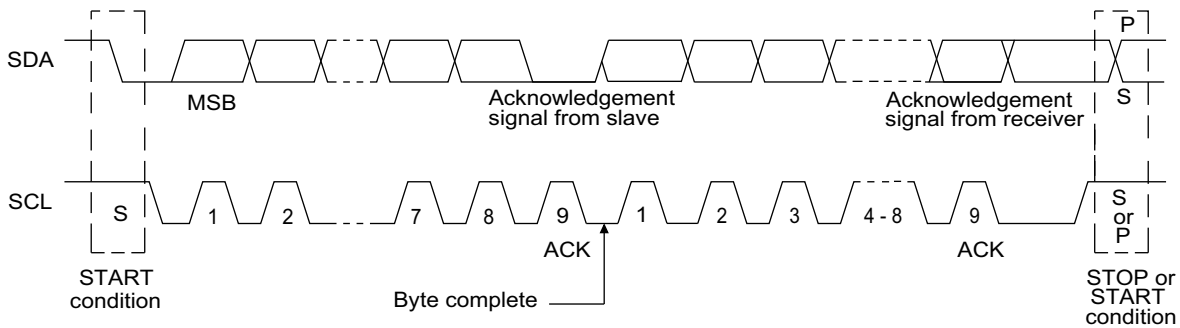 P
SDA
MSB
Acknowledgement
signal from slave
Acknowledgement
signal from receiver
S
SCL
S
1
2
7
8
9
1
2
3
4 - 8
9
S
or
P
ACK
ACK
START
condition
Byte complete
STOP or
START
condition